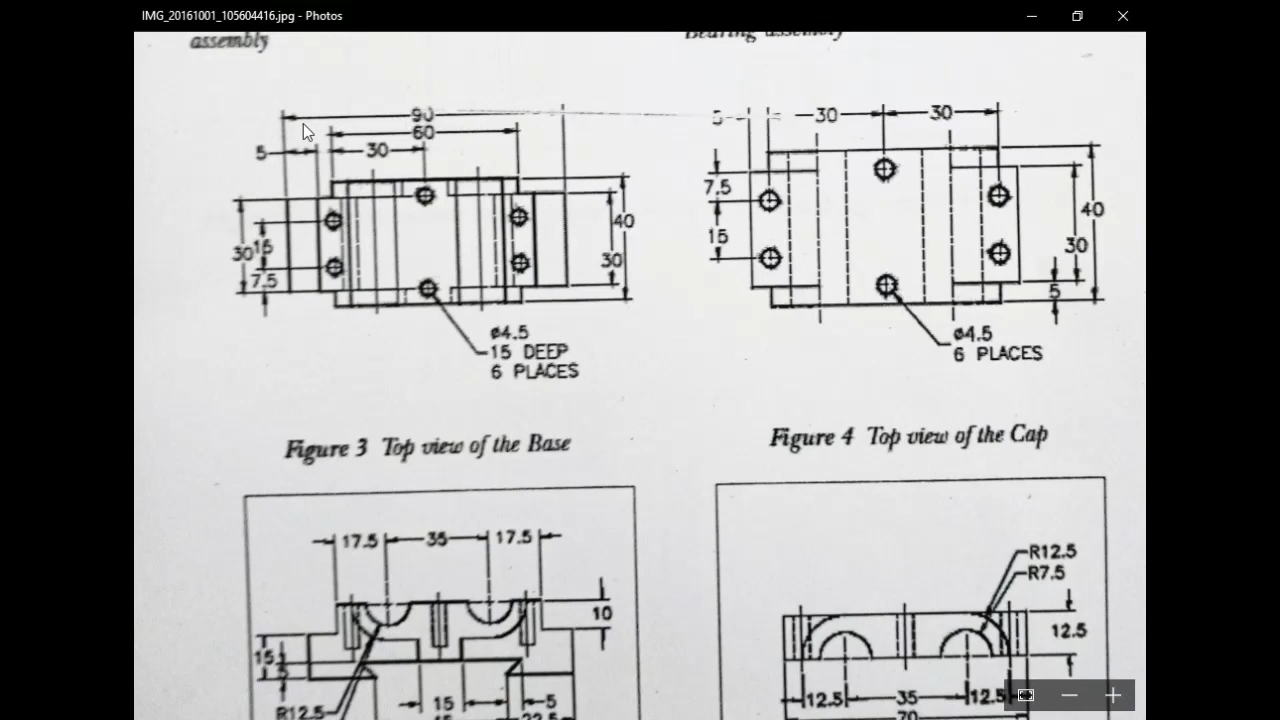 IMG_20161001_105604416.jpg - Photos
assembly
Bearing assembly
90
60
5
30
30
15
7.5
40
30
ø4.5
15 DEEP
6 PLACES
5
30
30
7.5
15
40
30
5
ø4.5
6 PLACES
Figure 3 Top view of the Base
Figure 4 Top view of the Cap
17.5
35
17.5
10
15
R12.5
15
5
R12.5
R7.5
12.5
12.5
35
12.5
70